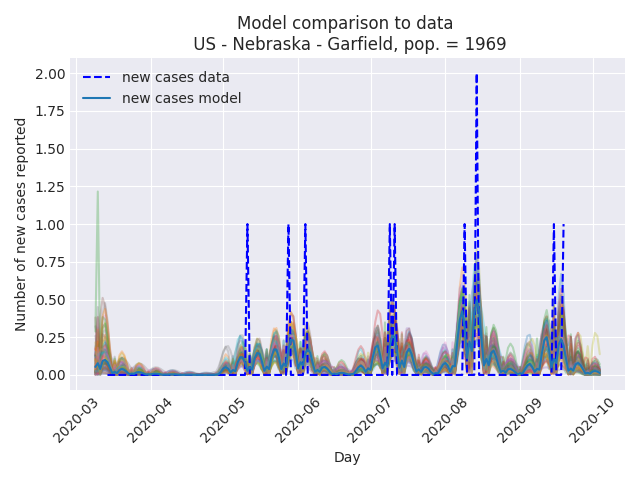 Model comparison to data
US - Nebraska - Garfield, pop. = 1969
new cases data
new cases model
Number of new cases reported
2.00
1.75
1.50
1.25
1.00
0.75
0.50
0.25
0.00
2020-03
2020-04
2020-05
2020-06
2020-07
2020-08
2020-09
2020-10
Day